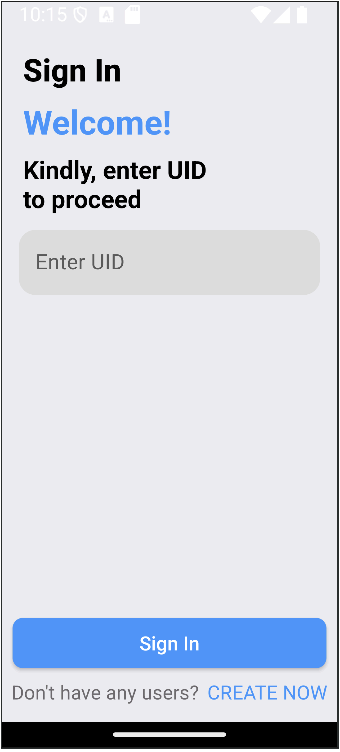 10:15
Sign In
Welcome!
Kindly, enter UID
to proceed
Enter UID
Sign In
Don't have any users? CREATE NOW